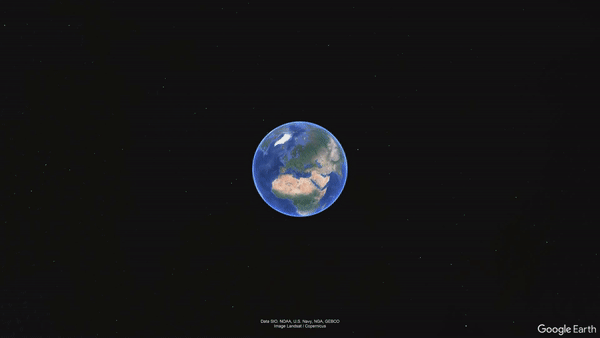 Data SIO, NOAA, U.S. Navy, NGA, GEBCO
Image Landsat / Copernicus
Google Earth